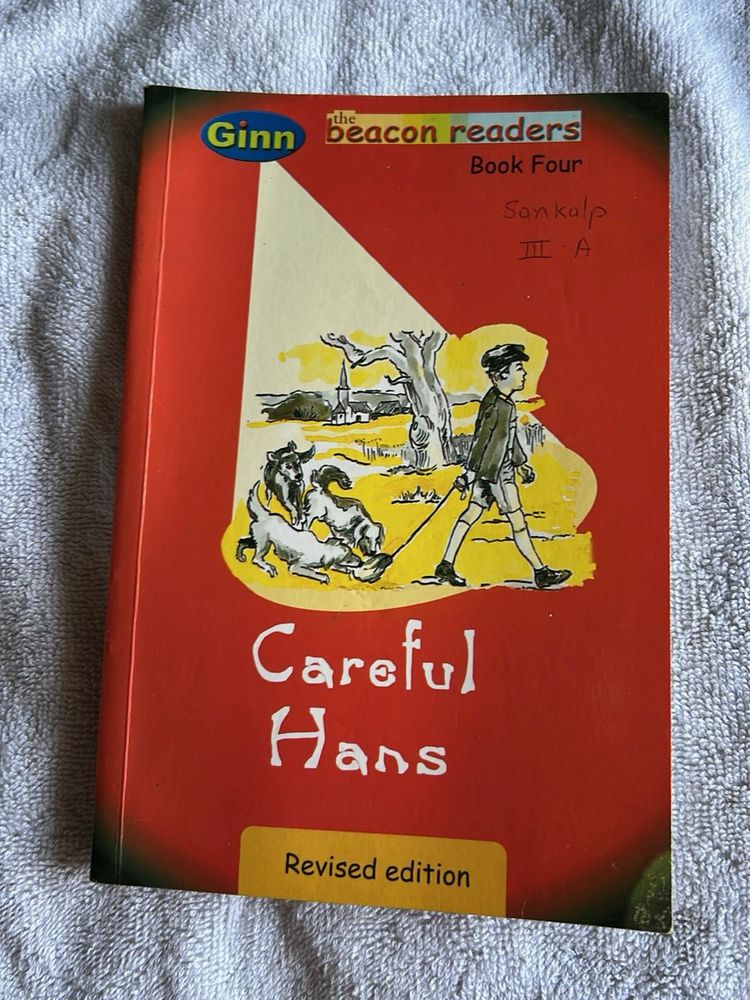 Ginn
the
beacon readers
Book Four
Sankalp
III - A
Careful
Hans
Revised edition